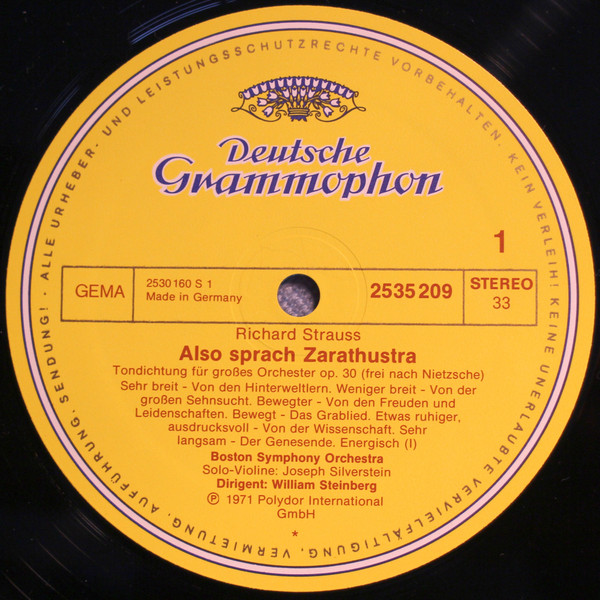 ALLE URHEBER- UND LEISTUNGSSCHUTZRECHTE VORBEHALTEN. KEIN VERLEIH! KEINE UNERLAUBTE VERVIELFÄLTIGUNG, VERMIETUNG, AUFFÜHRUNG, SENDUNG! ·
Deutsche
Grammophon
1
GEMA
2530 160 S 1
Made in Germany
2535 209
STEREO
33
Richard Strauss
Also sprach Zarathustra
Tondichtung für großes Orchester op. 30 (frei nach Nietzsche)
Sehr breit - Von den Hinterweltlern. Weniger breit - Von der
großen Sehnsucht. Bewegter - Von den Freuden und
Leidenschaften. Bewegt - Das Grablied. Etwas ruhiger,
ausdrucksvoll - Von der Wissenschaft. Sehr
langsam - Der Genesende. Energisch (I)
Boston Symphony Orchestra
Solo-Violine: Joseph Silverstein
Dirigent: William Steinberg
℗ 1971 Polydor International
GmbH
*